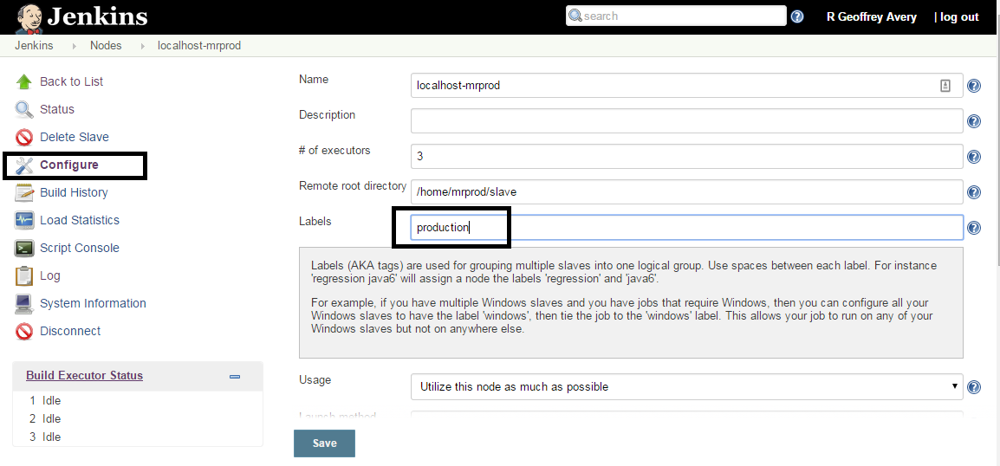 Jenkins
search
R Geoffrey Avery | log out
Jenkins Nodes localhost-mrprod
Back to List
Status
Delete Slave
Configure
Build History
Load Statistics
Script Console
Log
System Information
Disconnect
Build Executor Status
1 Idle
2 Idle
3 Idle
Name localhost-mrprod
Description
# of executors 3
Remote root directory /home/mrprod/slave
Labels production
Labels (AKA tags) are used for grouping multiple slaves into one logical group. Use spaces between each label. For instance
'regression java6' will assign a node the labels 'regression' and 'java6'.
For example, if you have multiple Windows slaves and you have jobs that require Windows, then you can configure all your
Windows slaves to have the label 'windows', then tie the job to the 'windows' label. This allows your job to run on any of your
Windows slaves but not on anywhere else.
Usage Utilize this node as much as possible
Launch method
Save